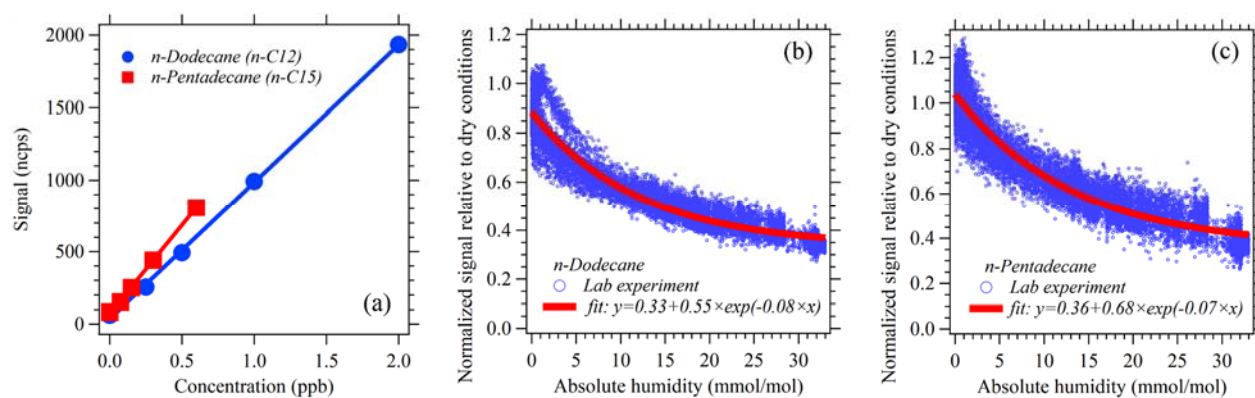 2000
1500
1000
500
0
Signal (ncps)
n-Dodecane (n-C12)
n-Pentadecane (n-C15)
(a)
0.0 0.5 1.0 1.5 2.0
Concentration (ppb)
Normalized signal relative to dry conditions
1.2
1.0
0.8
0.6
0.4
0.2
0.0
(b)
n-Dodecane
Lab experiment
fit: y=0.33+0.55×exp(-0.08×x)
0 5 10 15 20 25 30
Absolute humidity (mmol/mol)
Normalized signal relative to dry conditions
1.2
1.0
0.8
0.6
0.4
0.2
0.0
(c)
n-Pentadecane
Lab experiment
fit: y=0.36+0.68×exp(-0.07×x)
0 5 10 15 20 25 30
Absolute humidity (mmol/mol)